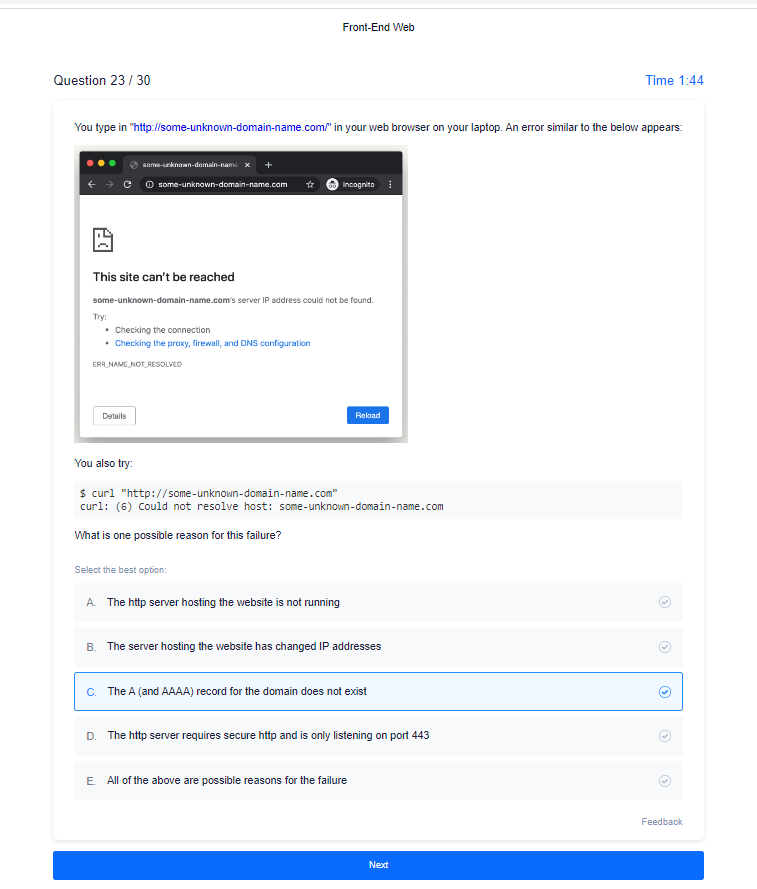 Front-End Web
Question 23 / 30
Time 1:44
You type in "http://some-unknown-domain-name.com/" in your web browser on your laptop. An error similar to the below appears:
some-unknown-domain-name
some-unknown-domain-name.com
Incognito
This site can't be reached
some-unknown-domain-name.com's server IP address could not be found.
Try:
• Checking the connection
• Checking the proxy, firewall, and DNS configuration
ERR_NAME_NOT_RESOLVED
Details
Reload
You also try:
$ curl "http://some-unknown-domain-name.com"
curl: (6) Could not resolve host: some-unknown-domain-name.com
What is one possible reason for this failure?
Select the best option:
A. The http server hosting the website is not running
B. The server hosting the website has changed IP addresses
C. The A (and AAAA) record for the domain does not exist
D. The http server requires secure http and is only listening on port 443
E. All of the above are possible reasons for the failure
Feedback
Next